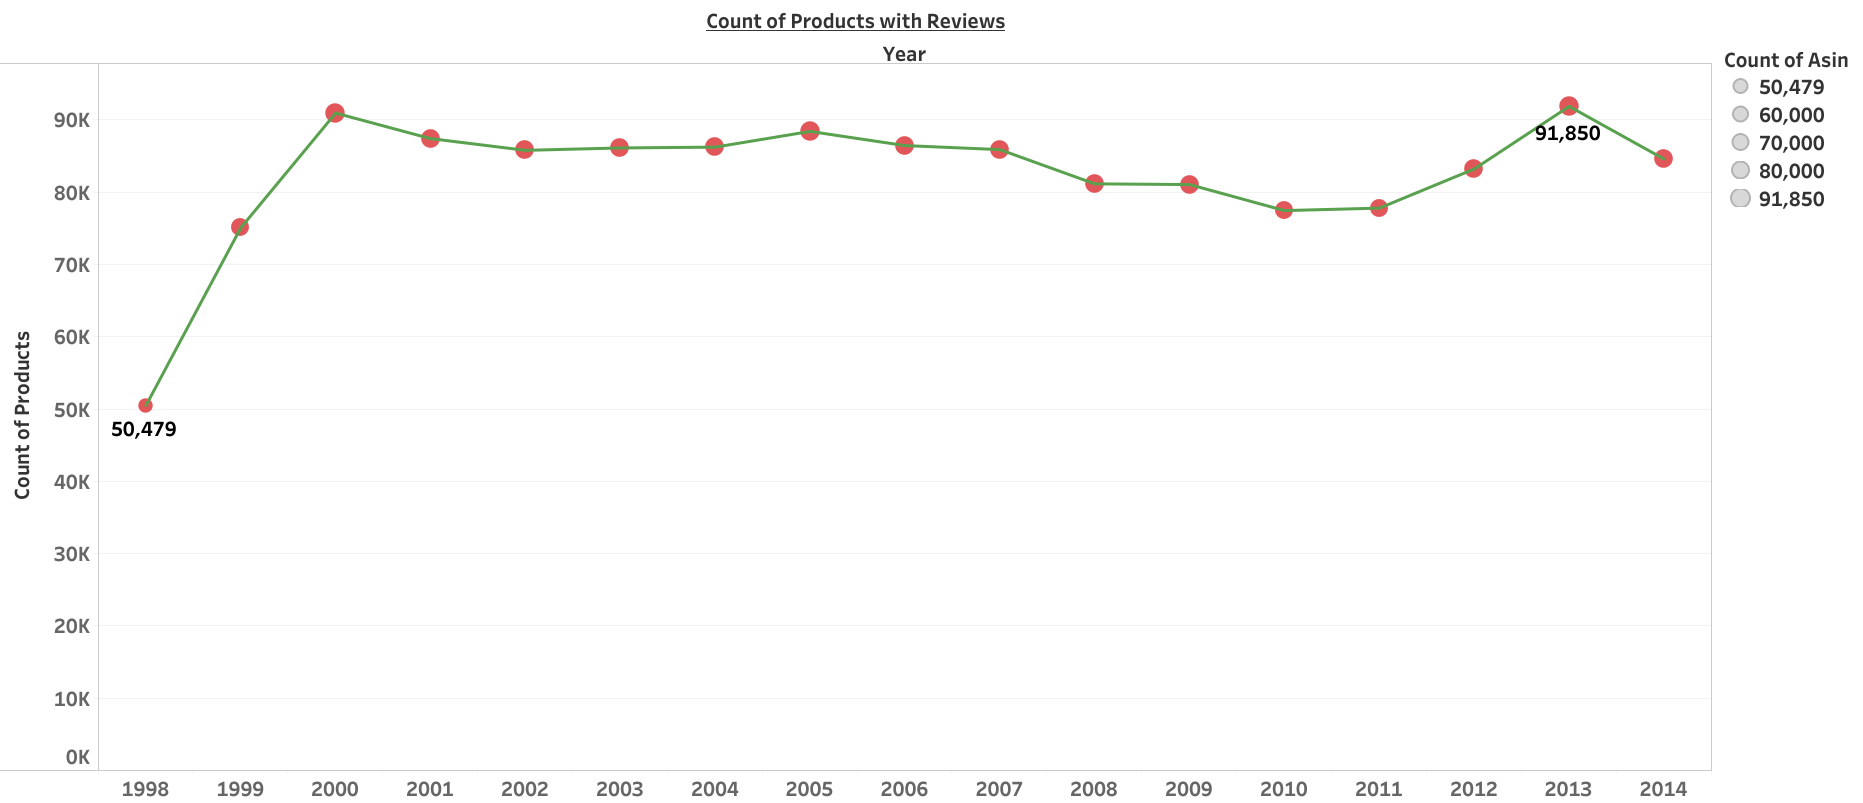 Count of Products with Reviews
Year
Count of Asin
50,479
60,000
70,000
80,000
91,850
Count of Products
90K
80K
70K
60K
50K
40K
30K
20K
10K
0K
50,479
91,850
1998 1999 2000 2001 2002 2003 2004 2005 2006 2007 2008 2009 2010 2011 2012 2013 2014